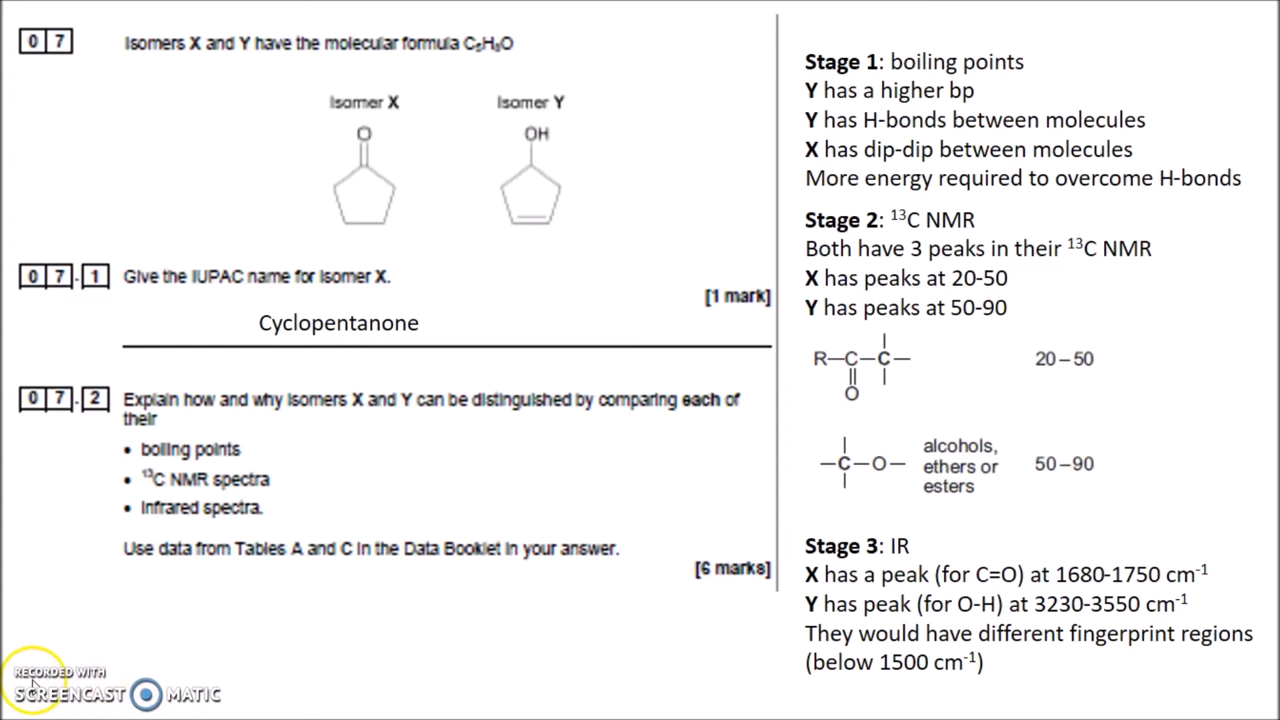 0 7 Isomers X and Y have the molecular formula C₅H₈O
Isomer X Isomer Y
O OH
0 7 . 1 Give the IUPAC name for isomer X.
[1 mark]
Cyclopentanone
0 7 . 2 Explain how and why isomers X and Y can be distinguished by comparing each of
their
• boiling points
• ¹³C NMR spectra
• infrared spectra.
Use data from Tables A and C in the Data Booklet in your answer.
[6 marks]
Stage 1: boiling points
Y has a higher bp
Y has H-bonds between molecules
X has dip-dip between molecules
More energy required to overcome H-bonds
Stage 2: ¹³C NMR
Both have 3 peaks in their ¹³C NMR
X has peaks at 20-50
Y has peaks at 50-90
R–C–C– 20–50
O
–C–O– alcohols, ethers or esters 50–90
Stage 3: IR
X has a peak (for C=O) at 1680-1750 cm⁻¹
Y has peak (for O-H) at 3230-3550 cm⁻¹
They would have different fingerprint regions
(below 1500 cm⁻¹)
RECORDED WITH
SCREENCAST MATIC